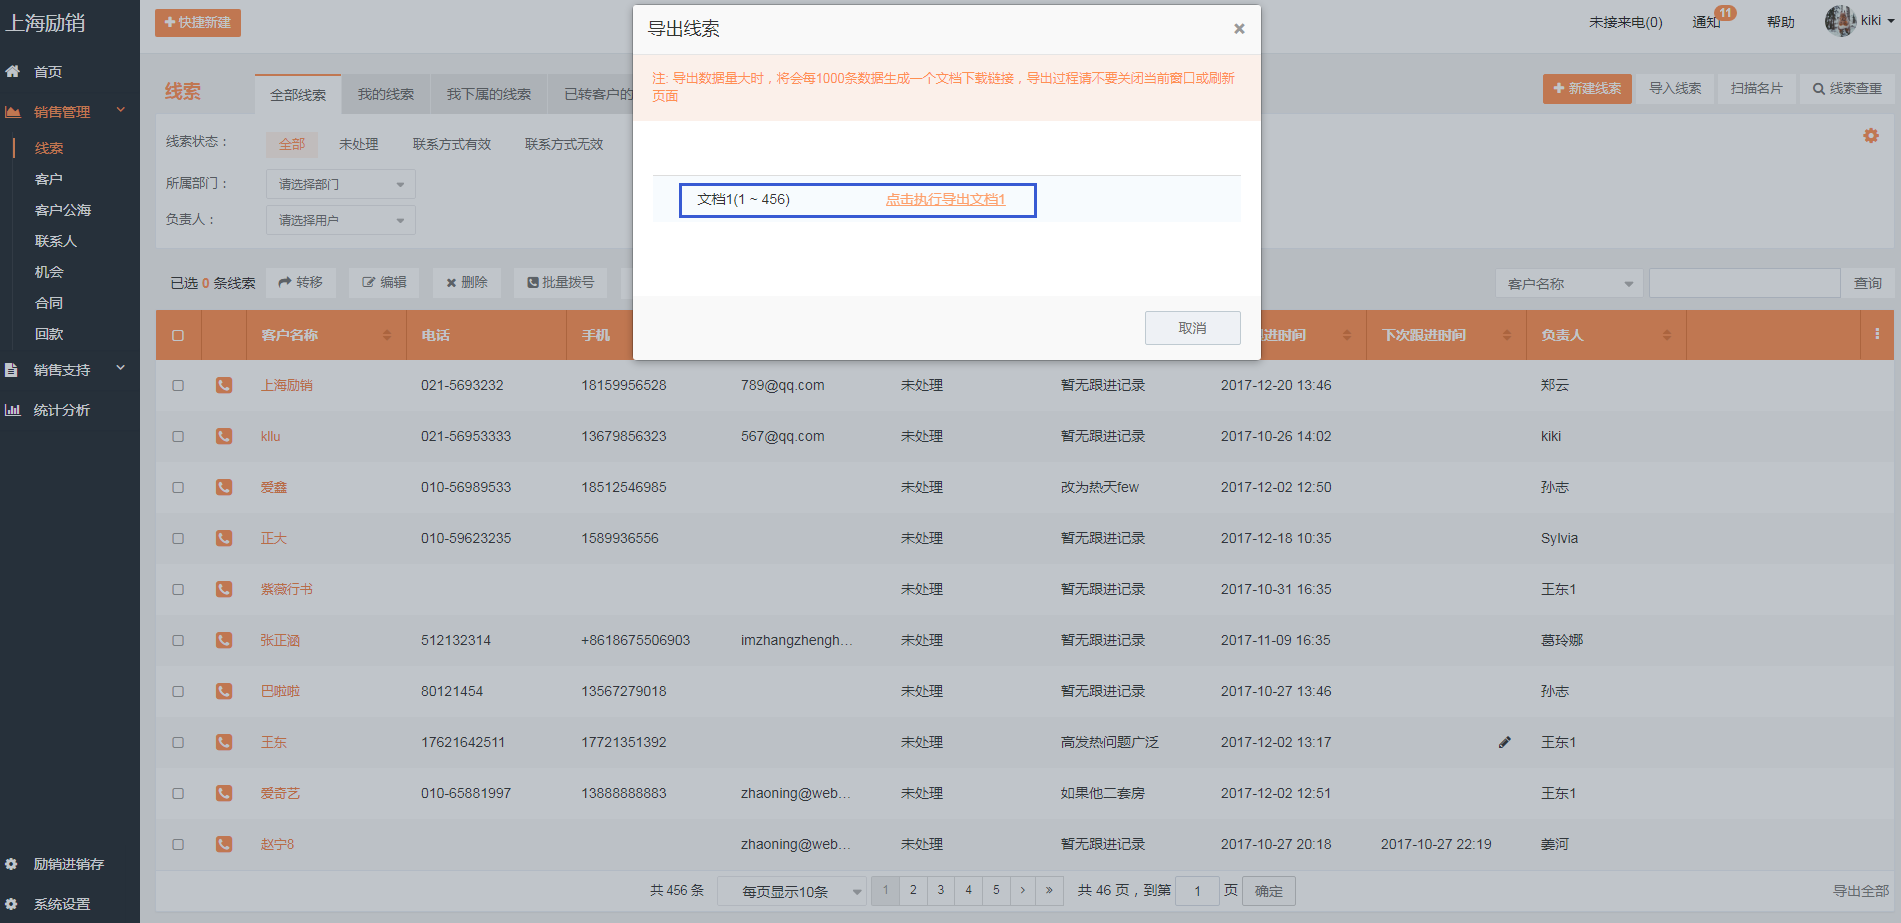 上海励销
快捷新建
未接来电(0)
通知
11
帮助
kiki
首页
销售管理
线索
客户
客户公海
联系人
机会
合同
回款
销售支持
统计分析
励销进销存
系统设置
线索
全部线索
我的线索
我下属的线索
已转客户的
新建线索
导入线索
扫描名片
线索查重
线索状态：
全部
未处理
联系方式有效
联系方式无效
所属部门：
请选择部门
负责人：
请选择用户
导出线索
×
注: 导出数据量大时，将会每1000条数据生成一个文档下载链接，导出过程请不要关闭当前窗口或刷新
页面
文档1(1 ~ 456)
点击执行导出文档1
取消
已选 0 条线索
转移
编辑
删除
批量拨号
客户名称
查询
客户名称 电话 手机 进时间 下次跟进时间 负责人
上海励销 021-5693232 18159956528 789@qq.com 未处理 暂无跟进记录 2017-12-20 13:46 郑云
kllu 021-56953333 13679856323 567@qq.com 未处理 暂无跟进记录 2017-10-26 14:02 kiki
爱鑫 010-56989533 18512546985 未处理 改为热天few 2017-12-02 12:50 孙志
正大 010-59623235 1589936556 未处理 暂无跟进记录 2017-12-18 10:35 Sylvia
紫薇行书 未处理 暂无跟进记录 2017-10-31 16:35 王东1
张正涵 512132314 +8618675506903 imzhangzhengh... 未处理 暂无跟进记录 2017-11-09 16:35 葛玲娜
巴啦啦 80121454 13567279018 未处理 暂无跟进记录 2017-10-27 13:46 孙志
王东 17621642511 17721351392 未处理 高发热问题广泛 2017-12-02 13:17 王东1
爱奇艺 010-65881997 13888888883 zhaoning@web... 未处理 如果他二套房 2017-12-02 12:51 王东1
赵宁8 zhaoning@web... 未处理 暂无跟进记录 2017-10-27 20:18 2017-10-27 22:19 姜河
共 456 条 每页显示10条 1 2 3 4 5 › » 共 46 页，到第 1 页 确定
导出全部